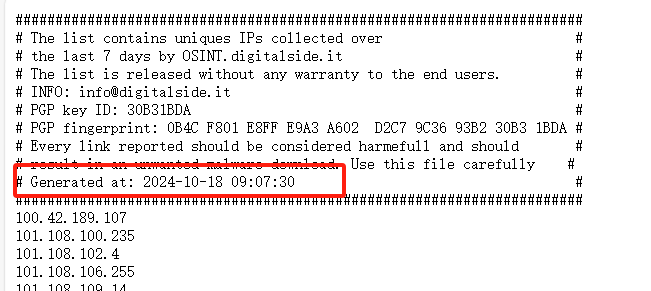 ################################################################################
# The list contains uniques IPs collected over #
# the last 7 days by OSINT.digitalside.it #
# The list is released without any warranty to the end users. #
# INFO: info@digitalside.it #
# PGP key ID: 30B31BDA #
# PGP fingerprint: 0B4C F801 E8FF E9A3 A602  D2C7 9C36 93B2 30B3 1BDA #
# Every link reported should be considered harmefull and should #
# result in an unwanted malware download. Use this file carefully #
# Generated at: 2024-10-18 09:07:30 #
################################################################################
100.42.189.107
101.108.100.235
101.108.102.4
101.108.106.255
101.108.109.14